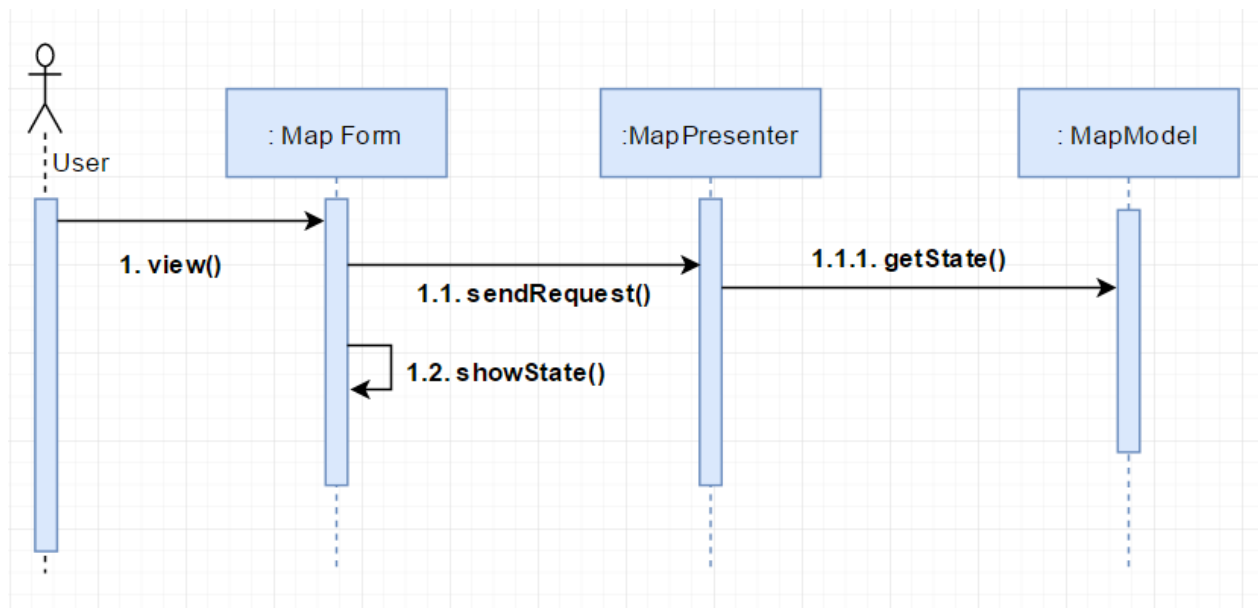 : Map Form
:MapPresenter
: MapModel
User
1. view()
1.1. sendRequest()
1.1.1. getState()
1.2. showState()